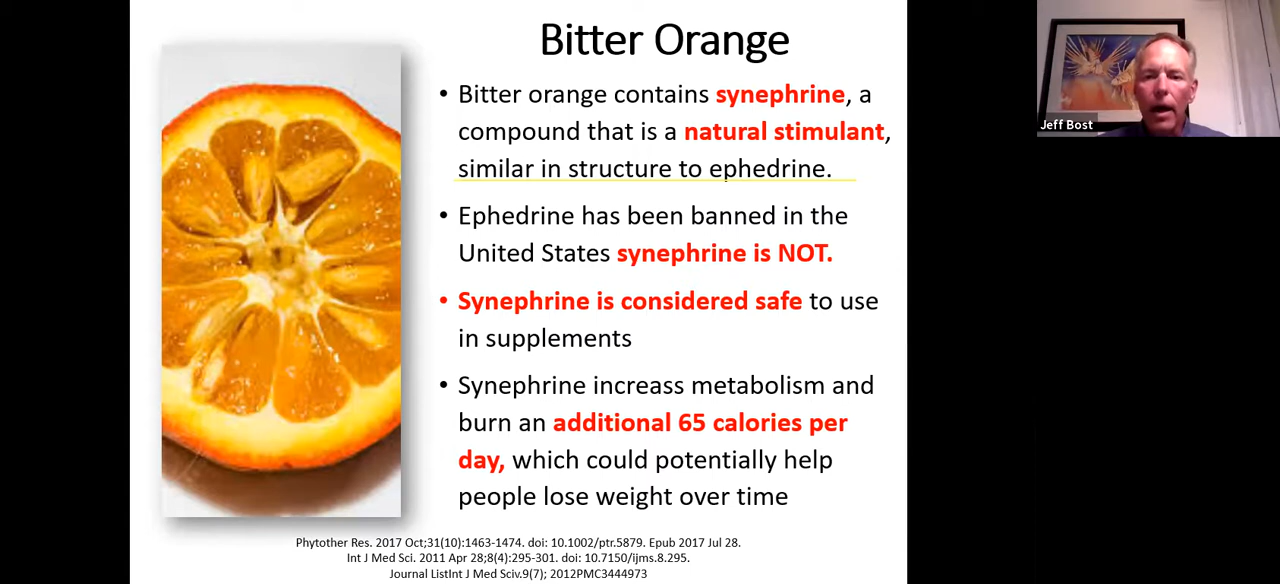 Bitter Orange
• Bitter orange contains synephrine, a
compound that is a natural stimulant,
similar in structure to ephedrine.
• Ephedrine has been banned in the
United States synephrine is NOT.
• Synephrine is considered safe to use
in supplements
• Synephrine increass metabolism and
burn an additional 65 calories per
day, which could potentially help
people lose weight over time
Phytother Res. 2017 Oct;31(10):1463-1474. doi: 10.1002/ptr.5879. Epub 2017 Jul 28.
Int J Med Sci. 2011 Apr 28;8(4):295-301. doi: 10.7150/ijms.8.295.
Journal ListInt J Med Sciv.9(7); 2012PMC3444973
Jeff Bost